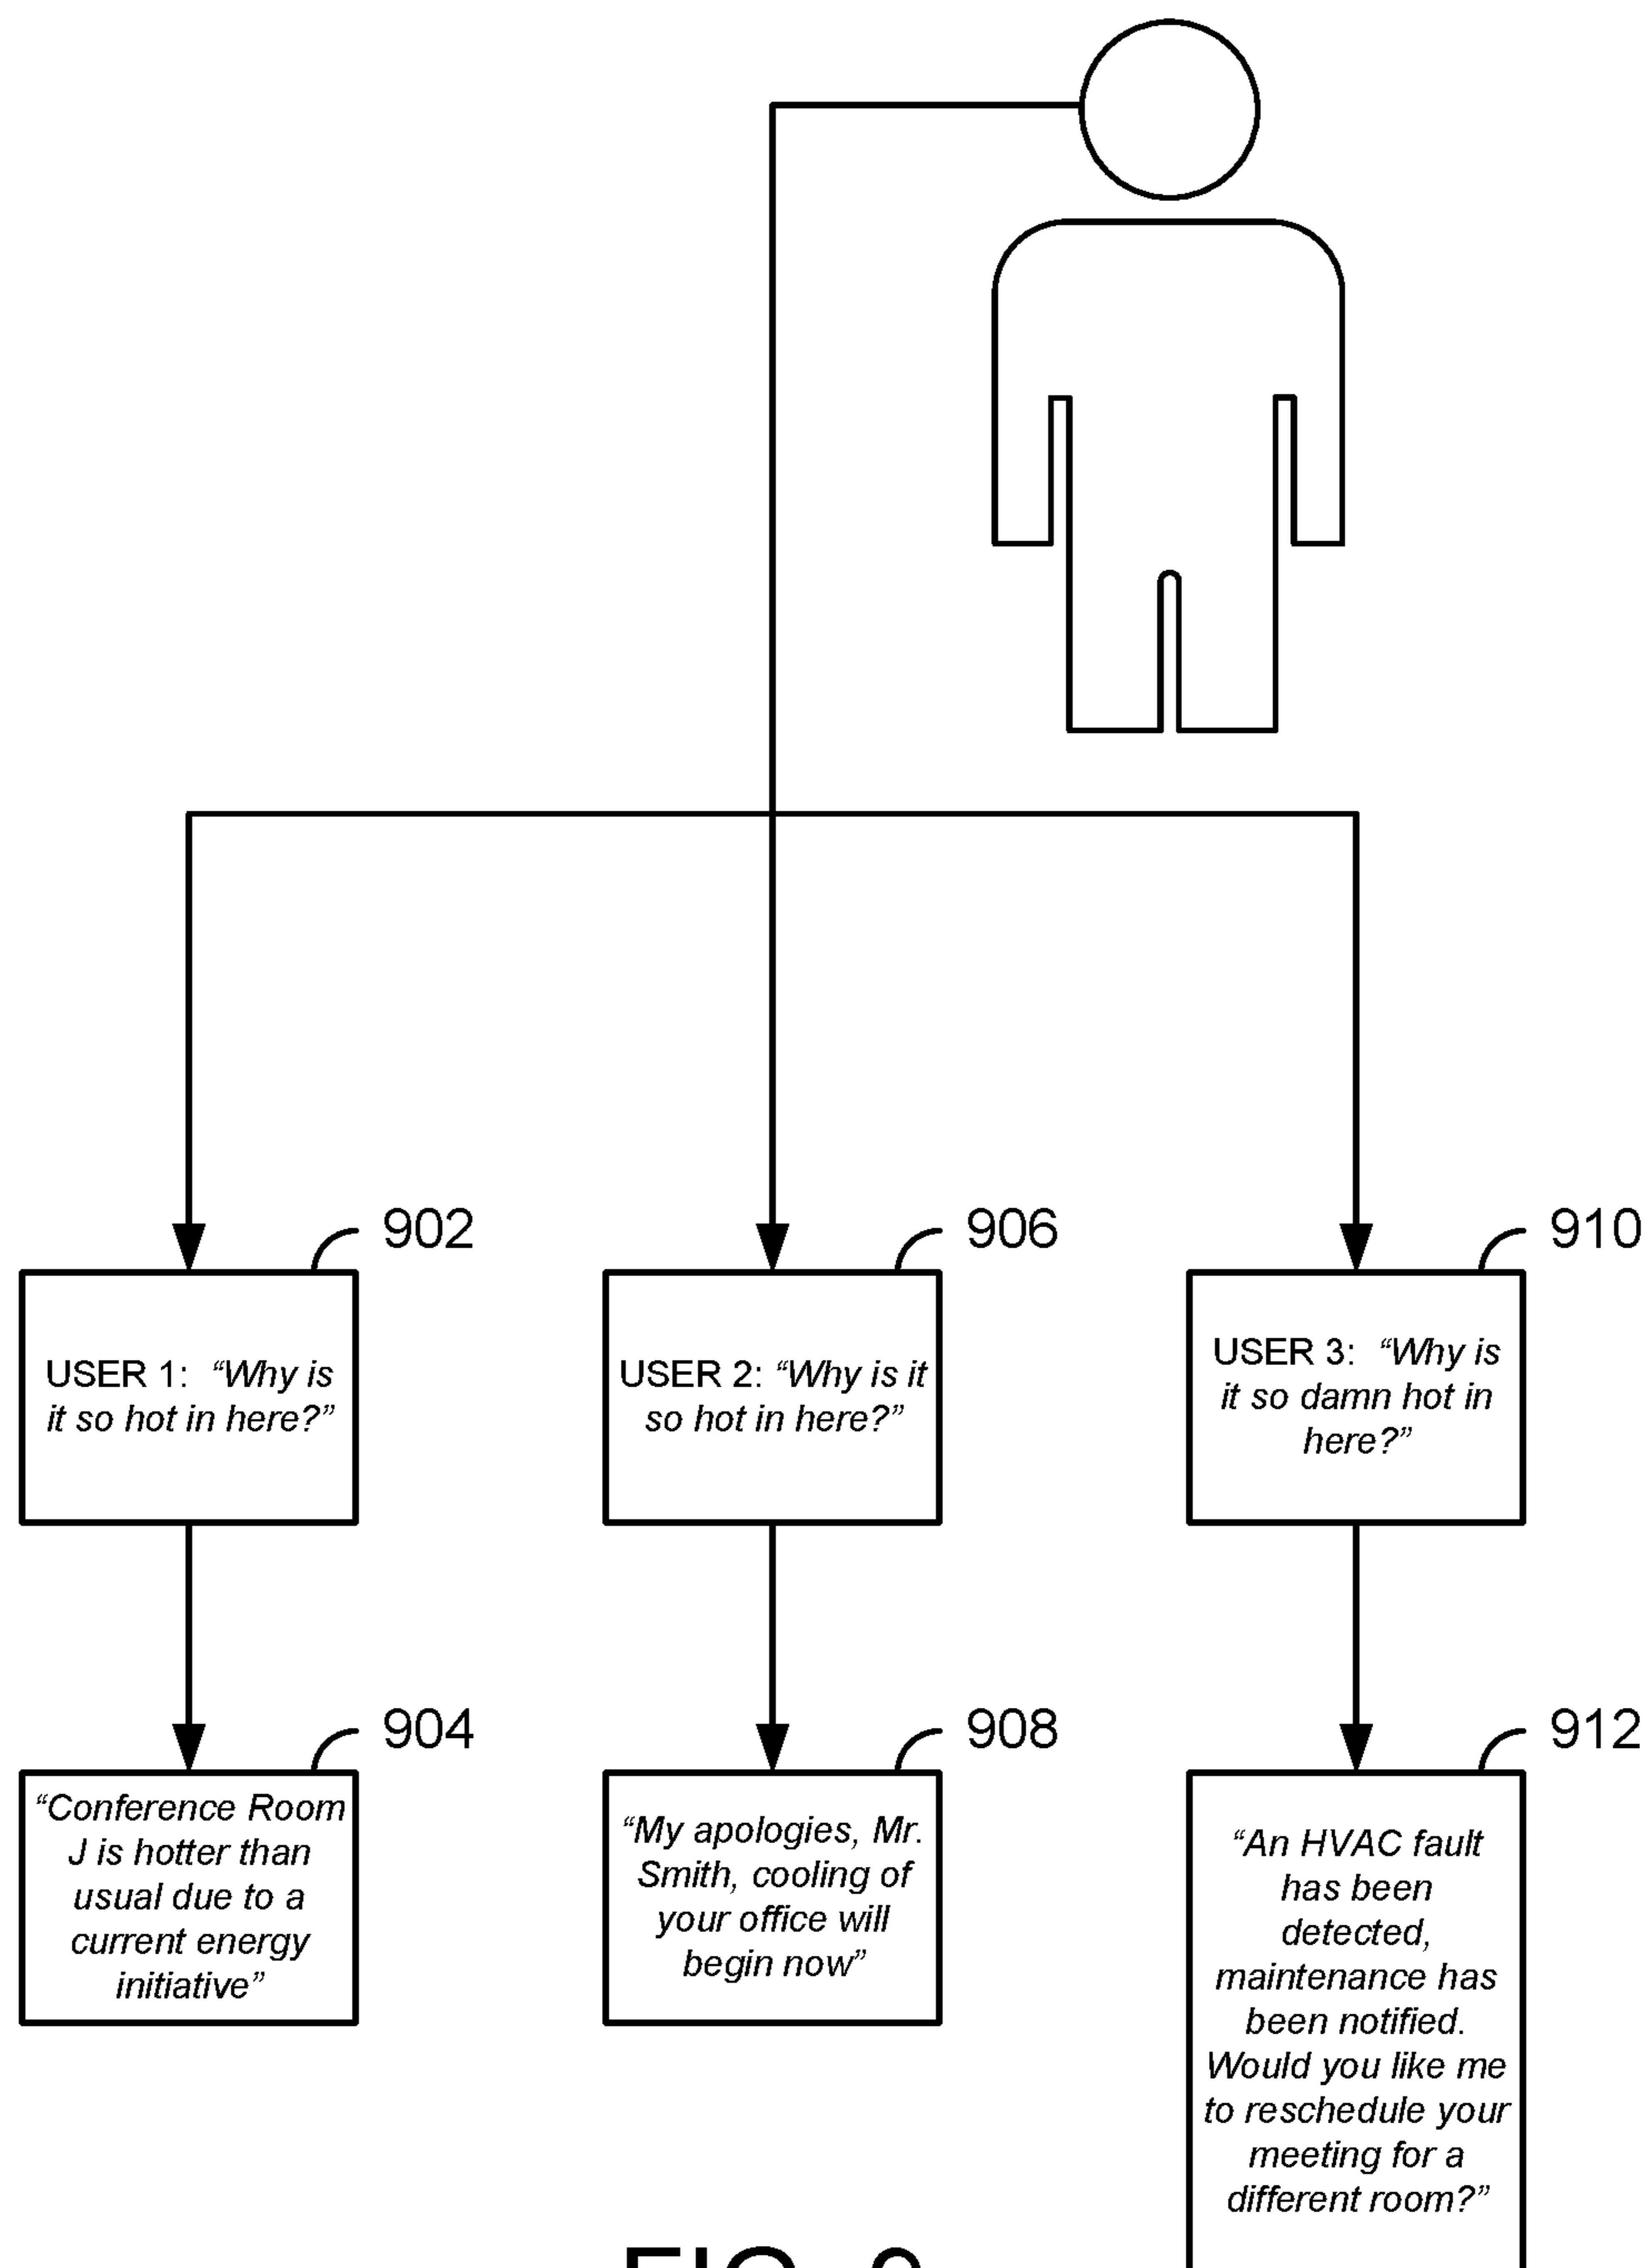 902
906
910
USER 1: “Why is
it so hot in here?”
USER 2: “Why is it
so hot in here?”
USER 3: “Why is
it so damn hot in
here?”
904
908
912
“Conference Room
J is hotter than
usual due to a
current energy
initiative”
“My apologies, Mr.
Smith, cooling of
your office will
begin now”
“An HVAC fault
has been
detected,
maintenance has
been notified.
Would you like me
to reschedule your
meeting for a
different room?”
FIG. 9